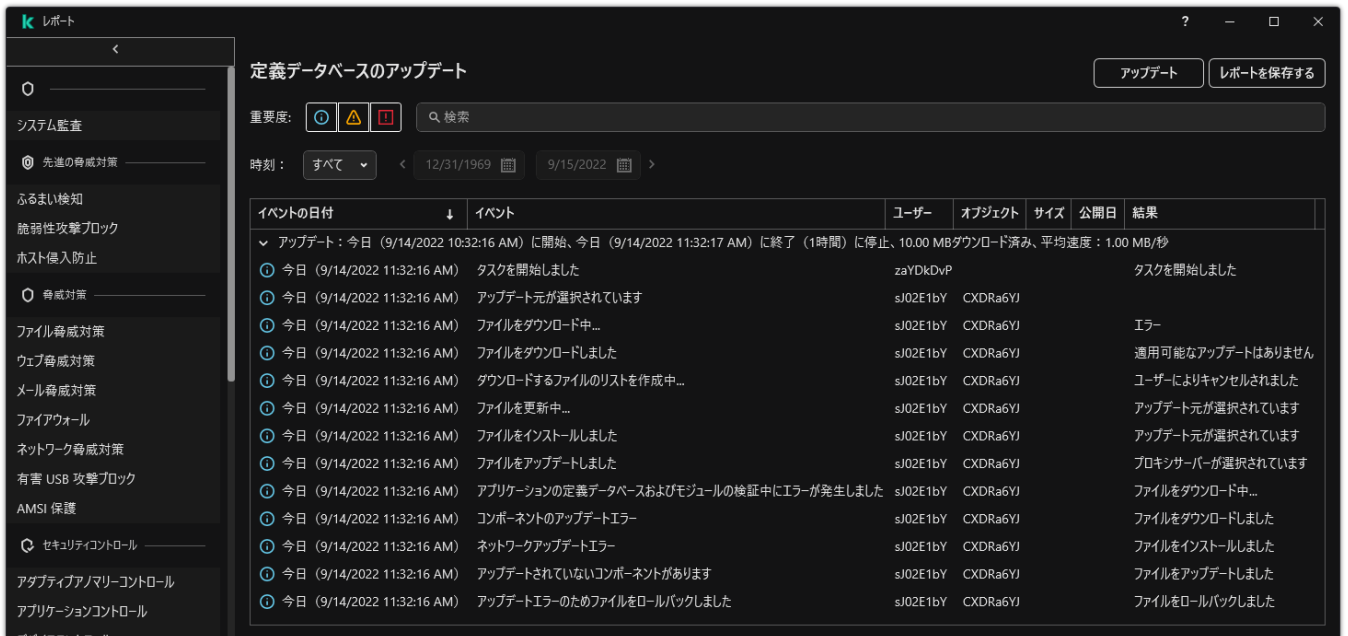 レポート
?
定義データベースのアップデート
アップデート
レポートを保存する
重要度:
検索
時刻：
すべて
12/31/1969
9/15/2022
システム監査
先進の脅威対策
ふるまい検知
脆弱性攻撃ブロック
ホスト侵入防止
脅威対策
ファイル脅威対策
ウェブ脅威対策
メール脅威対策
ファイアウォール
ネットワーク脅威対策
有害 USB 攻撃ブロック
AMSI 保護
セキュリティコントロール
アダプティブアノマリーコントロール
アプリケーションコントロール
イベントの日付 ↓ イベント ユーザー オブジェクト サイズ 公開日 結果
アップデート：今日（9/14/2022 10:32:16 AM）に開始、今日（9/14/2022 11:32:17 AM）に終了（1時間）に停止、10.00 MBダウンロード済み、平均速度：1.00 MB/秒
今日（9/14/2022 11:32:16 AM） タスクを開始しました zaYDkDvP タスクを開始しました
今日（9/14/2022 11:32:16 AM） アップデート元が選択されています sJ02E1bY CXDRa6YJ
今日（9/14/2022 11:32:16 AM） ファイルをダウンロード中... sJ02E1bY CXDRa6YJ エラー
今日（9/14/2022 11:32:16 AM） ファイルをダウンロードしました sJ02E1bY CXDRa6YJ 適用可能なアップデートはありません
今日（9/14/2022 11:32:16 AM） ダウンロードするファイルのリストを作成中... sJ02E1bY CXDRa6YJ ユーザーによりキャンセルされました
今日（9/14/2022 11:32:16 AM） ファイルを更新中... sJ02E1bY CXDRa6YJ アップデート元が選択されています
今日（9/14/2022 11:32:16 AM） ファイルをインストールしました sJ02E1bY CXDRa6YJ アップデート元が選択されています
今日（9/14/2022 11:32:16 AM） ファイルをアップデートしました sJ02E1bY CXDRa6YJ プロキシサーバーが選択されています
今日（9/14/2022 11:32:16 AM） アプリケーションの定義データベースおよびモジュールの検証中にエラーが発生しました sJ02E1bY CXDRa6YJ ファイルをダウンロード中...
今日（9/14/2022 11:32:16 AM） コンポーネントのアップデートエラー sJ02E1bY CXDRa6YJ ファイルをダウンロードしました
今日（9/14/2022 11:32:16 AM） ネットワークアップデートエラー sJ02E1bY CXDRa6YJ ファイルをインストールしました
今日（9/14/2022 11:32:16 AM） アップデートされていないコンポーネントがあります sJ02E1bY CXDRa6YJ ファイルをアップデートしました
今日（9/14/2022 11:32:16 AM） アップデートエラーのためファイルをロールバックしました sJ02E1bY CXDRa6YJ ファイルをロールバックしました